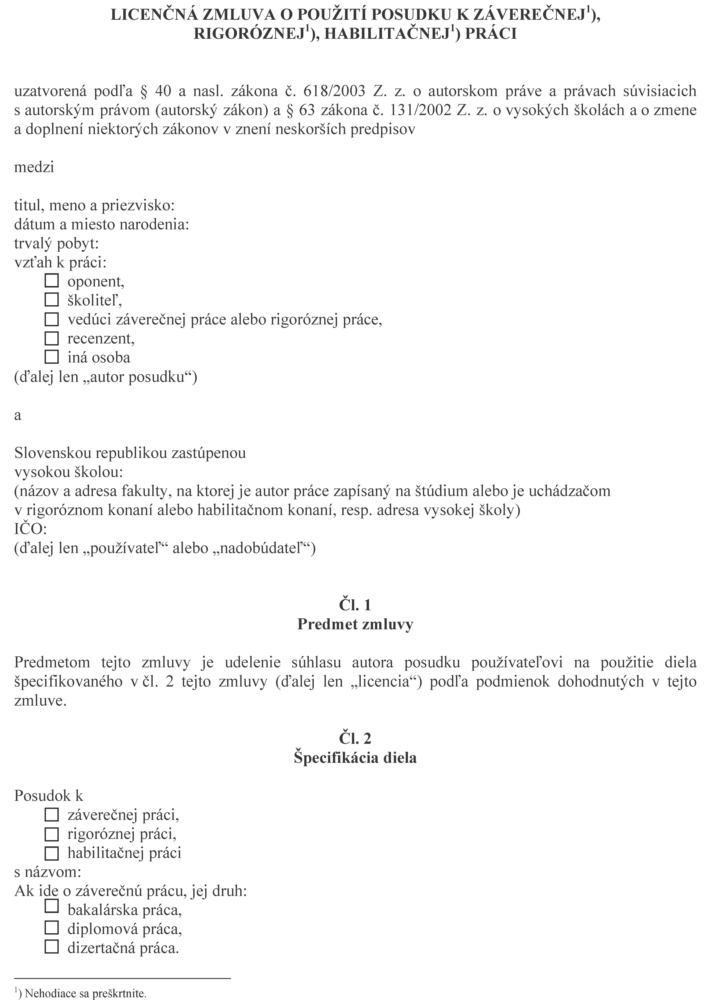 LICENČNÁ ZMLUVA O POUŽITÍ POSUDKU K ZÁVEREČNEJ¹),
RIGORÓZNEJ¹), HABILITAČNEJ¹) PRÁCI
uzatvorená podľa § 40 a nasl. zákona č. 618/2003 Z. z. o autorskom práve a právach súvisiacich
s autorským právom (autorský zákon) a § 63 zákona č. 131/2002 Z. z. o vysokých školách a o zmene
a doplnení niektorých zákonov v znení neskorších predpisov
medzi
titul, meno a priezvisko:
dátum a miesto narodenia:
trvalý pobyt:
vzťah k práci:
☐ oponent,
☐ školiteľ,
☐ vedúci záverečnej práce alebo rigoróznej práce,
☐ recenzent,
☐ iná osoba
(ďalej len „autor posudku“)
a
Slovenskou republikou zastúpenou
vysokou školou:
(názov a adresa fakulty, na ktorej je autor práce zapísaný na štúdium alebo je uchádzačom
v rigoróznom konaní alebo habilitačnom konaní, resp. adresa vysokej školy)
IČO:
(ďalej len „používateľ“ alebo „nadobúdateľ“)
Čl. 1
Predmet zmluvy
Predmetom tejto zmluvy je udelenie súhlasu autora posudku používateľovi na použitie diela
špecifikovaného v čl. 2 tejto zmluvy (ďalej len „licencia“) podľa podmienok dohodnutých v tejto
zmluve.
Čl. 2
Špecifikácia diela
Posudok k
☐ záverečnej práci,
☐ rigoróznej práci,
☐ habilitačnej práci
s názvom:
Ak ide o záverečnú prácu, jej druh:
☐ bakalárska práca,
☐ diplomová práca,
☐ dizertačná práca.
¹) Nehodiace sa preškrtnite.